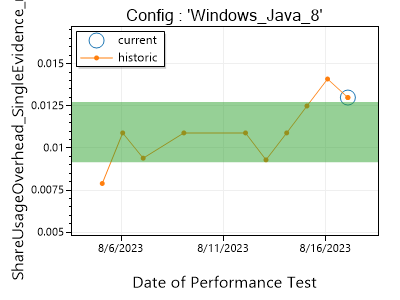 Config : 'Windows_Java_8'
current
historic
0.015
0.0125
0.01
0.0075
0.005
ShareUsageOverhead_SingleEvidence_
8/6/2023
8/11/2023
8/16/2023
Date of Performance Test